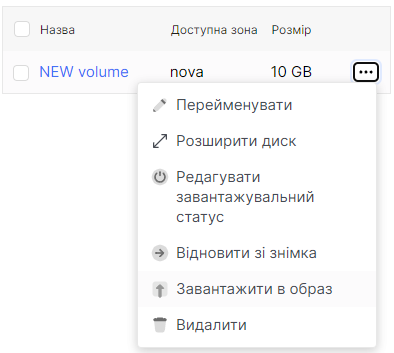 Назва Доступна зона Розмір
NEW volume nova 10 GB
Перейменувати
Розширити диск
Редагувати
завантажувальний
статус
Відновити зі знімка
Завантажити в образ
Видалити